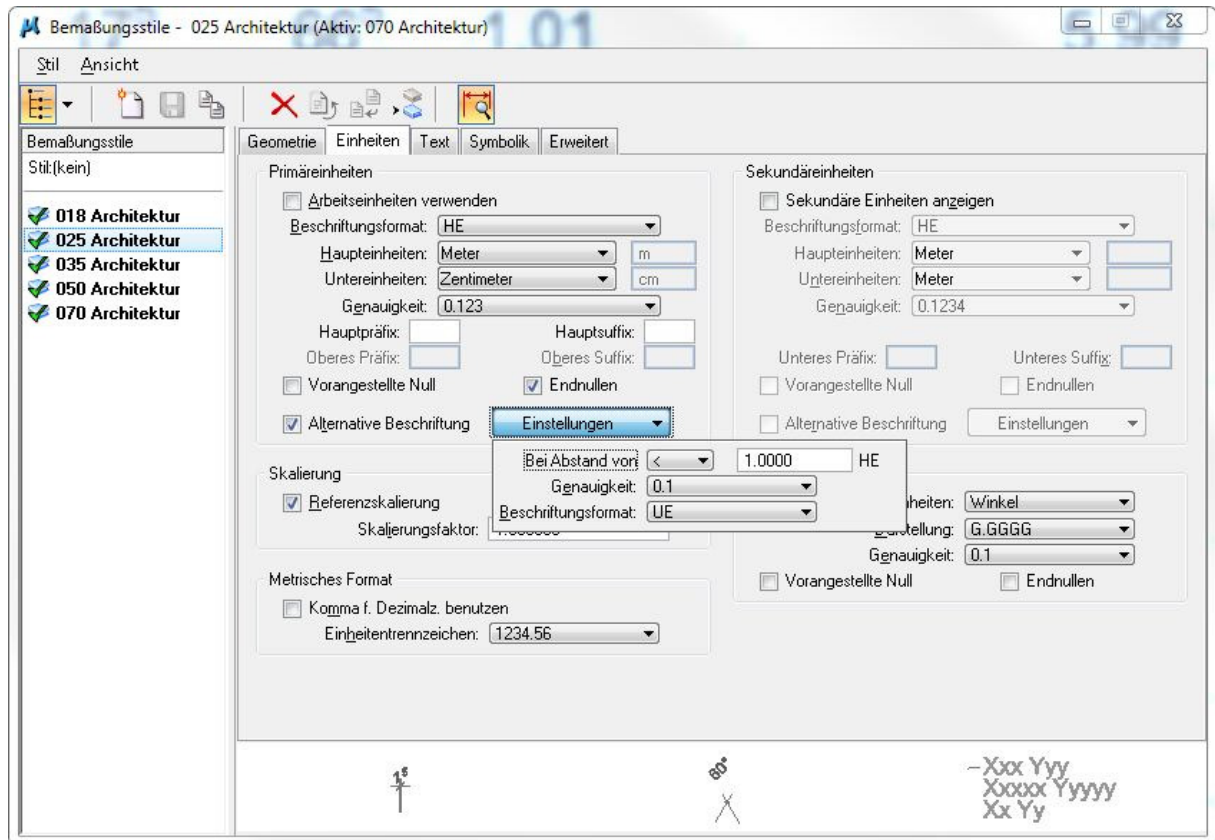 Bemaßungsstile - 025 Architektur (Aktiv: 070 Architektur)
Stil Ansicht
Bemaßungsstile
Stil:(kein)
018 Architektur
025 Architektur
035 Architektur
050 Architektur
070 Architektur
Geometrie Einheiten Text Symbolik Erweitert
Primäreinheiten
Arbeitseinheiten verwenden
Beschriftungsformat: HE
Haupteinheiten: Meter m
Untereinheiten: Zentimeter cm
Genauigkeit: 0.123
Hauptpräfix: Hauptsuffix:
Oberes Präfix: Oberes Suffix:
Vorangestellte Null Endnullen
Alternative Beschriftung Einstellungen
Bei Abstand von < 1.0000 HE
Genauigkeit: 0.1
Beschriftungsformat: UE
Sekundäreinheiten
Sekundäre Einheiten anzeigen
Beschriftungsformat: HE
Haupteinheiten: Meter
Untereinheiten: Meter
Genauigkeit: 0.1234
Unteres Präfix: Unteres Suffix:
Vorangestellte Null Endnullen
Alternative Beschriftung Einstellungen
Skalierung
Referenzskalierung
Skalierungsfaktor:
Metrisches Format
Komma f. Dezimalz. benutzen
Einheitentrennzeichen: 1234.56
Winkel
G.GGGG
Genauigkeit: 0.1
Vorangestellte Null Endnullen
1⁵
60°
Xxx Yyy
Xxxxx Yyyyy
Xx Yy